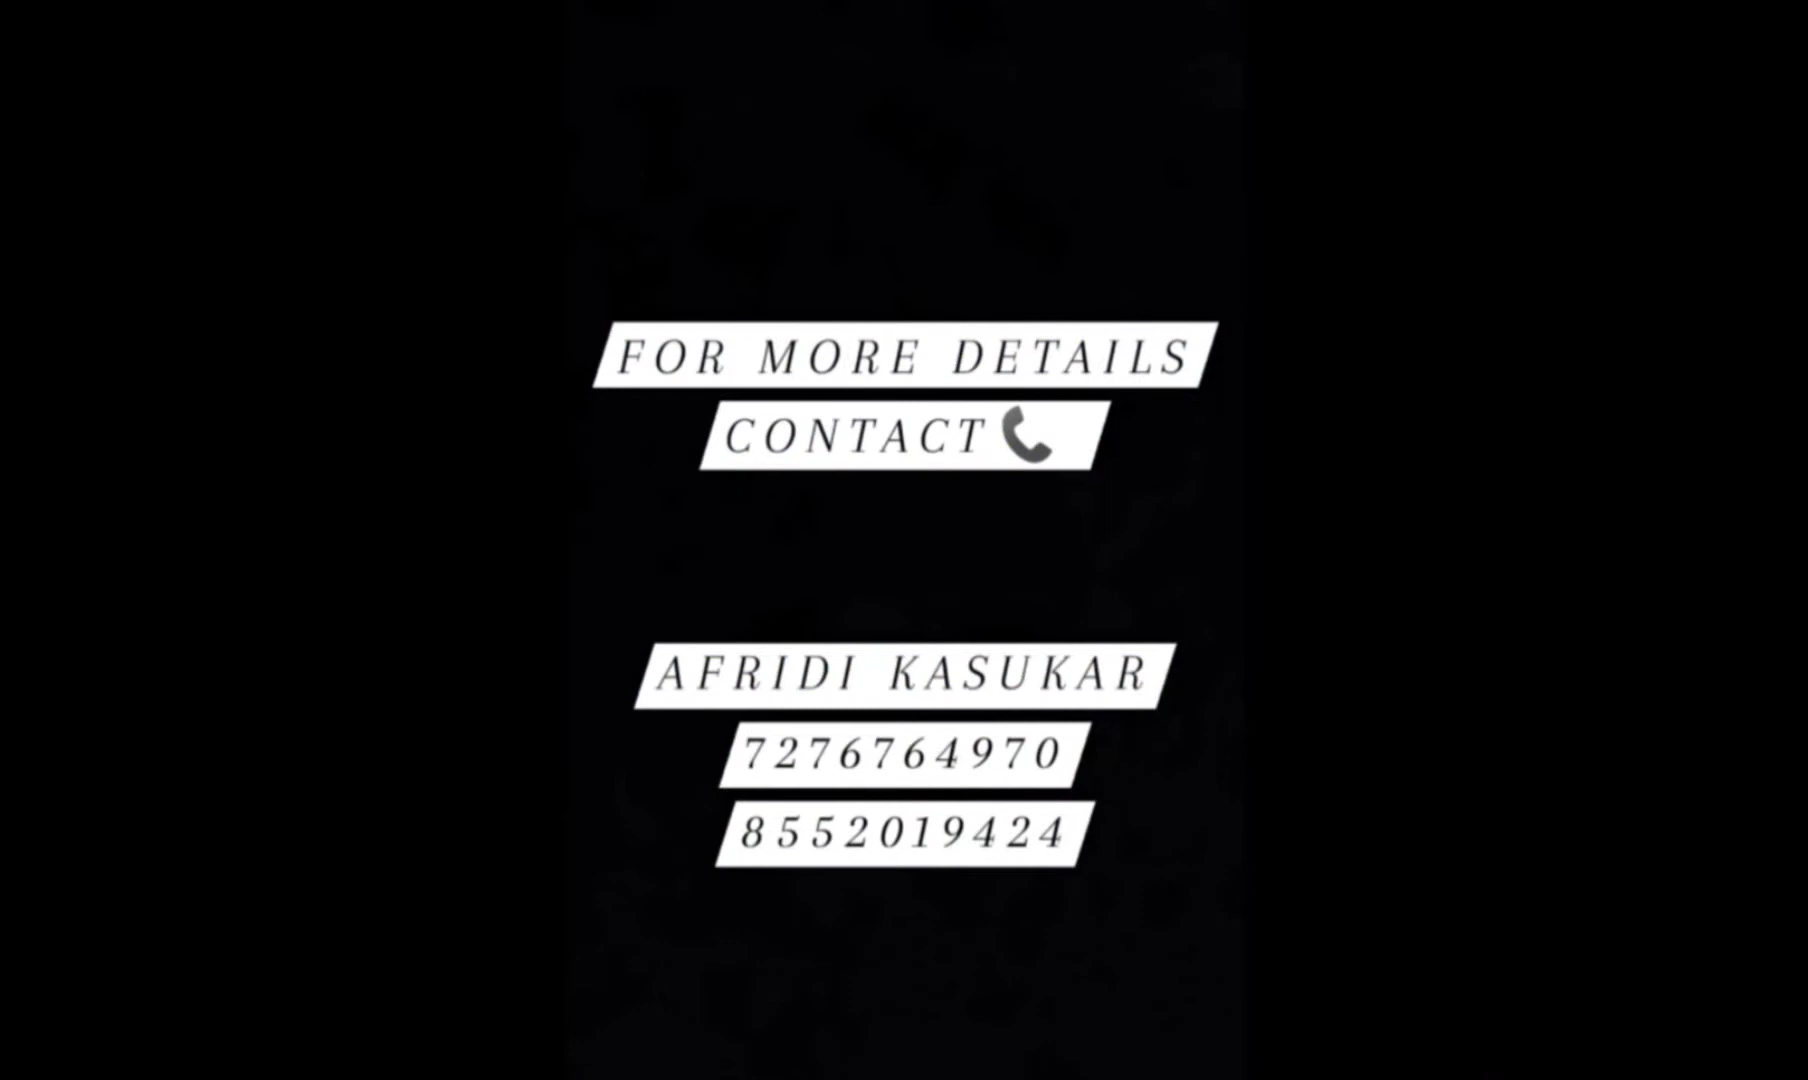 FOR MORE DETAILS
CONTACT📞
AFRIDI KASUKAR
7276764970
8552019424